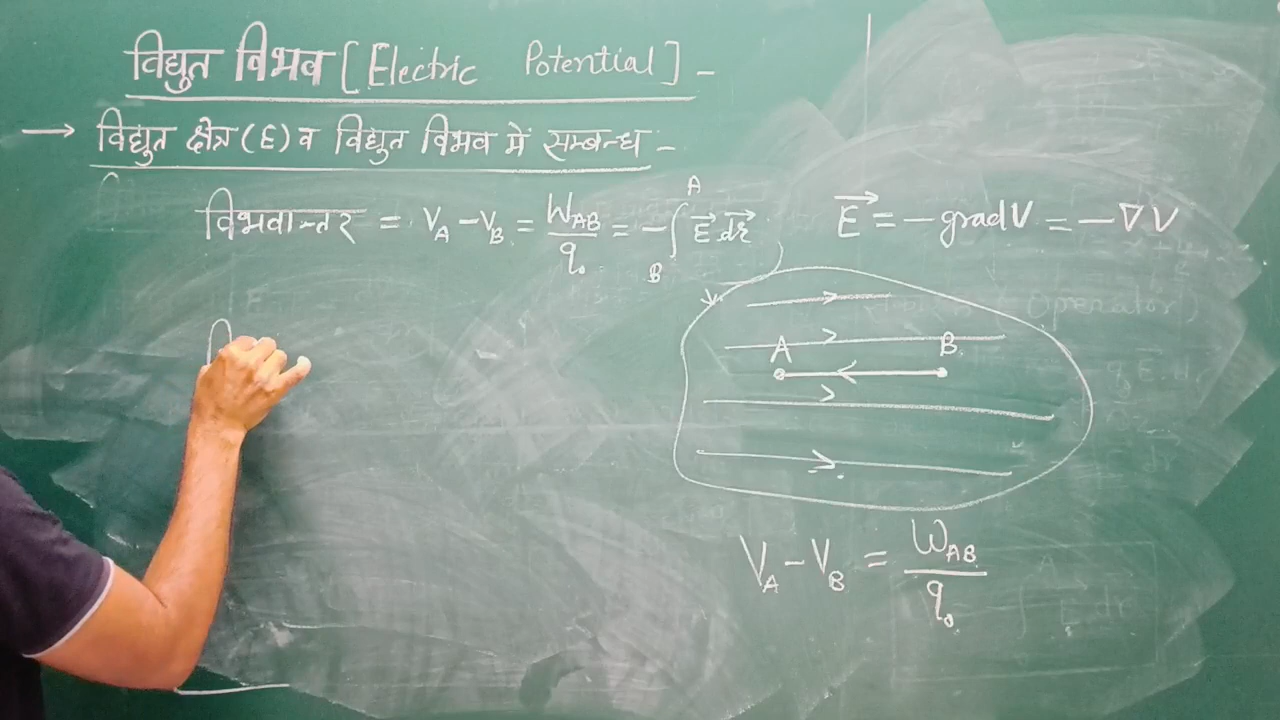 विद्युत विभव [Electric Potential] -
→ विद्युत क्षेत्र (E) व विद्युत विभव में सम्बन्ध -
विभवान्तर = V_A - V_B = W_AB/q₀ = -∫_B^A E⃗.dr⃗
E⃗ = - grad V = - ∇V
A B
V_A - V_B = W_AB/q₀